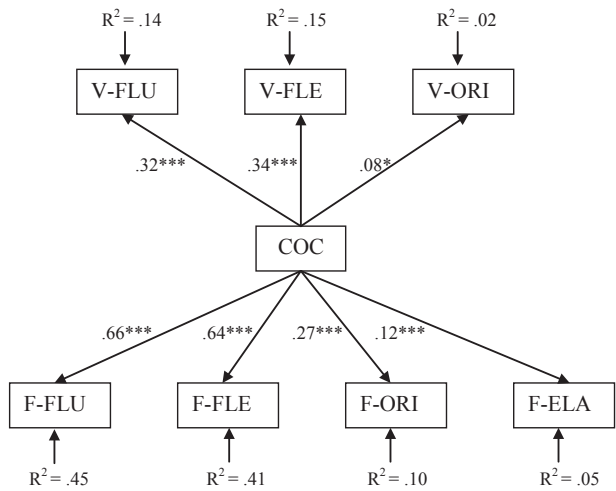 R² = .14 R² = .15 R² = .02
V-FLU V-FLE V-ORI
.32*** .34*** .08*
COC
.66*** .64*** .27*** .12***
F-FLU F-FLE F-ORI F-ELA
R² = .45 R² = .41 R² = .10 R² = .05